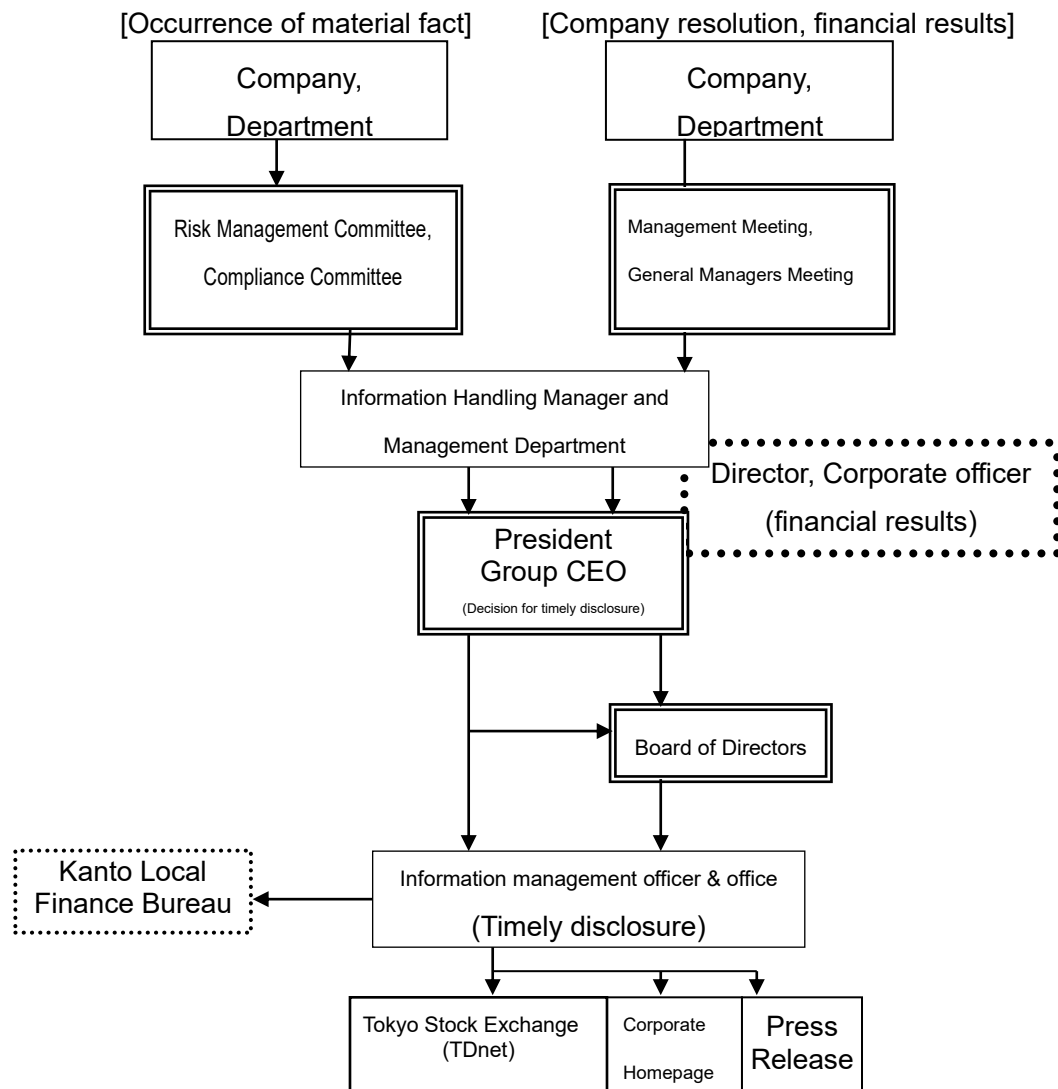 [Occurrence of material fact]
[Company resolution, financial results]
Company,
Department
Company,
Department
Risk Management Committee,
Compliance Committee
Management Meeting,
General Managers Meeting
Information Handling Manager and
Management Department
Director, Corporate officer
(financial results)
President
Group CEO
(Decision for timely disclosure)
Board of Directors
Kanto Local
Finance Bureau
Information management officer & office
(Timely disclosure)
Tokyo Stock Exchange
(TDnet)
Corporate
Homepage
Press
Release